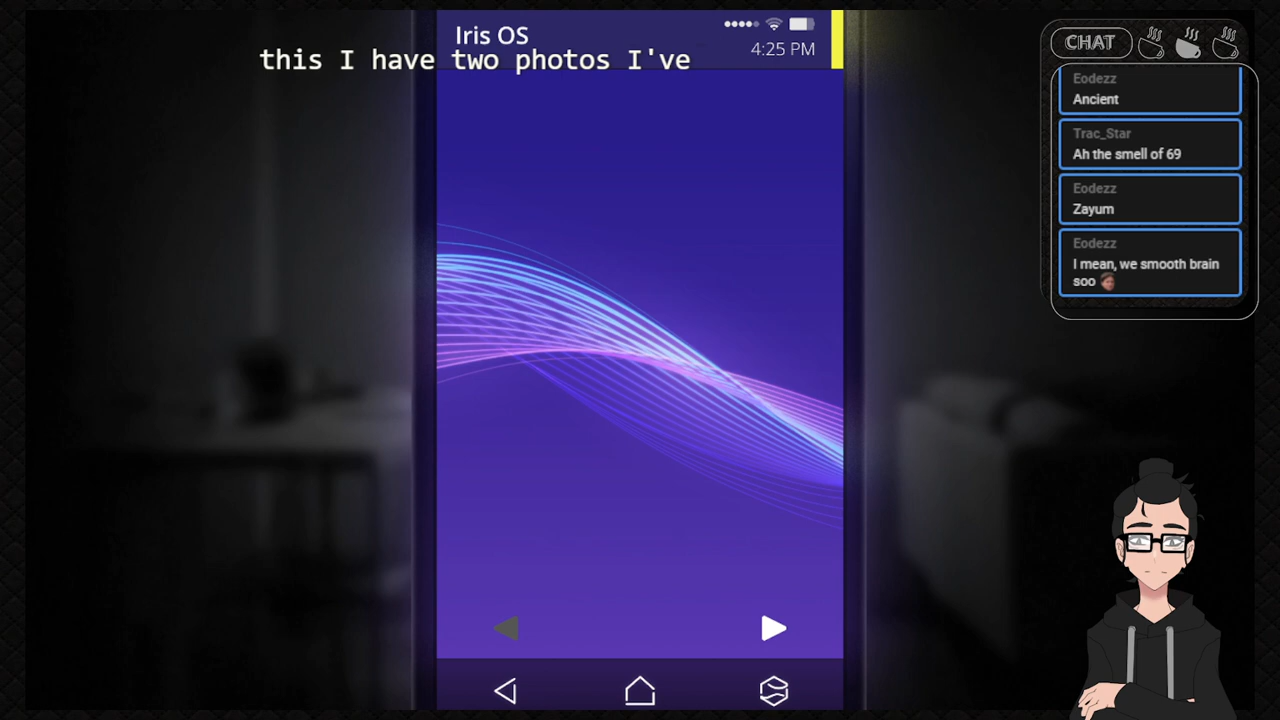 Iris OS
4:25 PM
this I have two photos I've
CHAT
Eodezz
Ancient
Trac_Star
Ah the smell of 69
Eodezz
Zayum
Eodezz
I mean, we smooth brain
soo